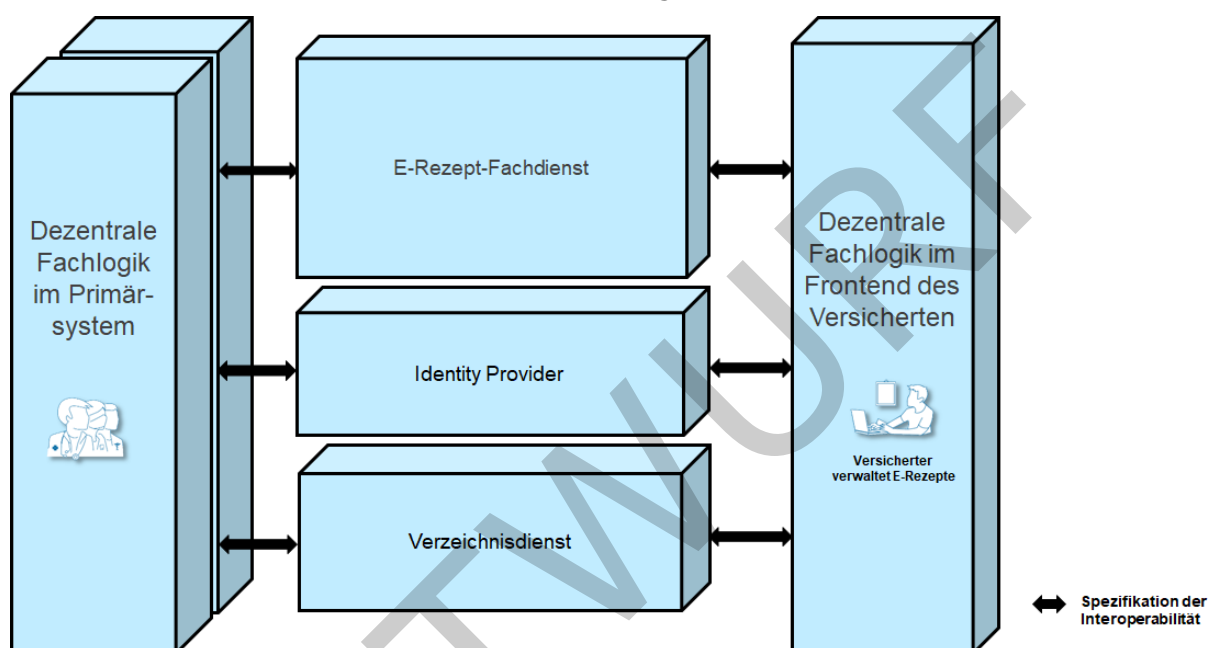 Dezentrale
Fachlogik
im Primär-
system
E-Rezept-Fachdienst
Identity Provider
Verzeichnisdienst
Dezentrale
Fachlogik im
Frontend des
Versicherten
Versicherter
verwaltet E-Rezepte
Spezifikation der
Interoperabilität
TWURF